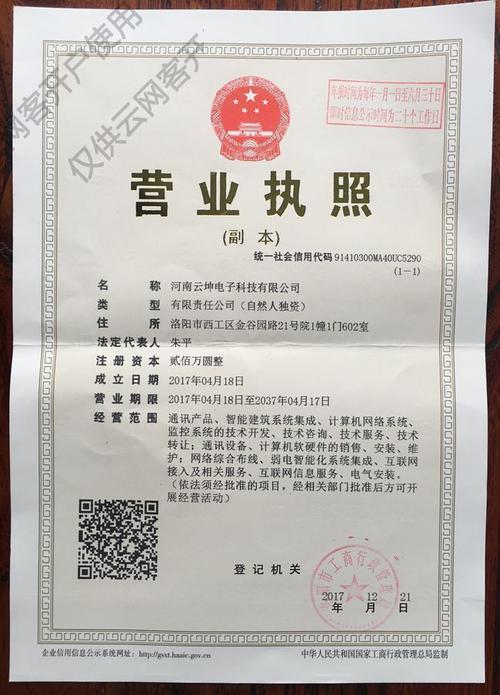 仅供云网客开户使用
云网客开
年报时间为每年一月一日至六月三十日
即时信息公示时间为二十个工作日
营业执照
(副 本)
统一社会信用代码 91410300MA40UC5290
(1-1)
名 称 河南云坤电子科技有限公司
类 型 有限责任公司(自然人独资)
住 所 洛阳市西工区金谷园路21号院1幢1门602室
法定代表人 朱平
注册资本 贰佰万圆整
成立日期 2017年04月18日
营业期限 2017年04月18日至2037年04月17日
经营范围 通讯产品、智能建筑系统集成、计算机网络系统、
监控系统的技术开发、技术咨询、技术服务、技术
转让;通讯设备、计算机软硬件的销售、安装、维
护;网络综合布线、弱电智能化系统集成、互联网
接入及相关服务、互联网信息服务、电气安装。
(依法须经批准的项目,经相关部门批准后方可开
展经营活动)
登记机关
洛阳市工商行政管理局
2017 12 21
年 月 日
企业信用信息公示系统网址:http://gsxt.haaic.gov.cn
中华人民共和国国家工商行政管理总局监制